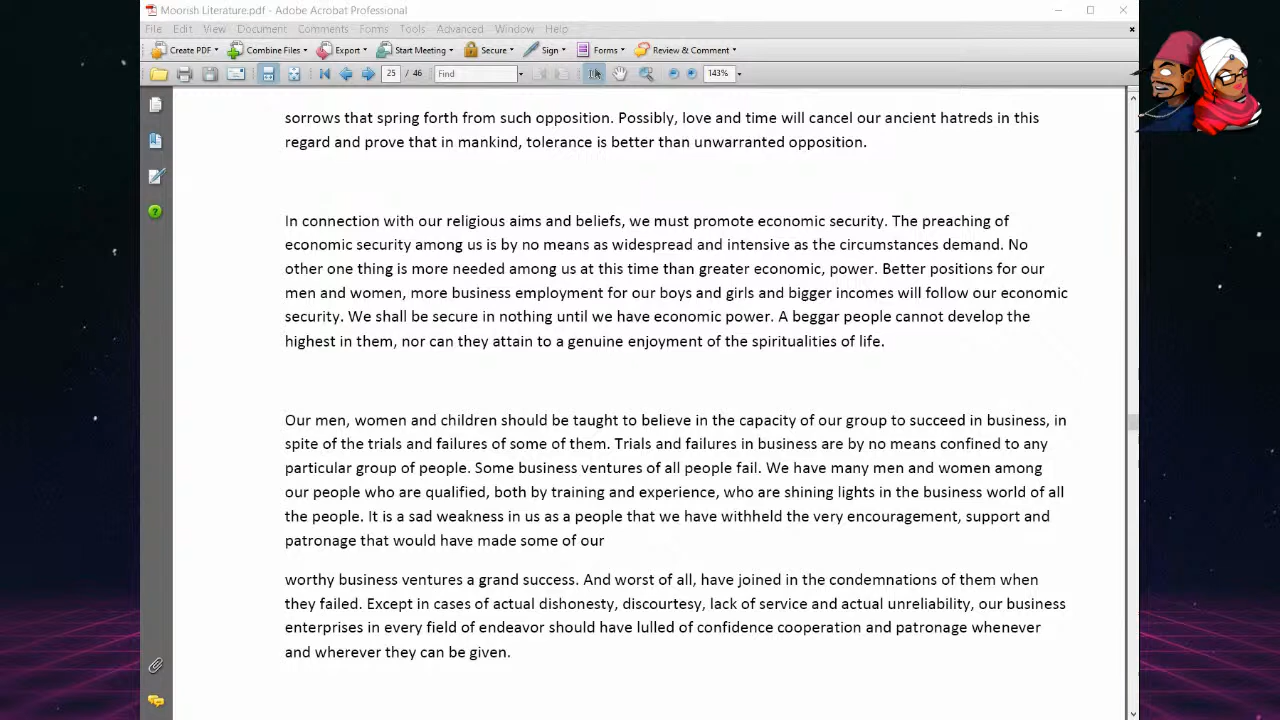 Moorish Literature.pdf - Adobe Acrobat Professional
File Edit View Document Comments Forms Tools Advanced Window Help
Create PDF Combine Files Export Start Meeting Secure Sign Forms Review & Comment
25 / 46 Find 143%
sorrows that spring forth from such opposition. Possibly, love and time will cancel our ancient hatreds in this
regard and prove that in mankind, tolerance is better than unwarranted opposition.
In connection with our religious aims and beliefs, we must promote economic security. The preaching of
economic security among us is by no means as widespread and intensive as the circumstances demand. No
other one thing is more needed among us at this time than greater economic, power. Better positions for our
men and women, more business employment for our boys and girls and bigger incomes will follow our economic
security. We shall be secure in nothing until we have economic power. A beggar people cannot develop the
highest in them, nor can they attain to a genuine enjoyment of the spiritualities of life.
Our men, women and children should be taught to believe in the capacity of our group to succeed in business, in
spite of the trials and failures of some of them. Trials and failures in business are by no means confined to any
particular group of people. Some business ventures of all people fail. We have many men and women among
our people who are qualified, both by training and experience, who are shining lights in the business world of all
the people. It is a sad weakness in us as a people that we have withheld the very encouragement, support and
patronage that would have made some of our
worthy business ventures a grand success. And worst of all, have joined in the condemnations of them when
they failed. Except in cases of actual dishonesty, discourtesy, lack of service and actual unreliability, our business
enterprises in every field of endeavor should have lulled of confidence cooperation and patronage whenever
and wherever they can be given.